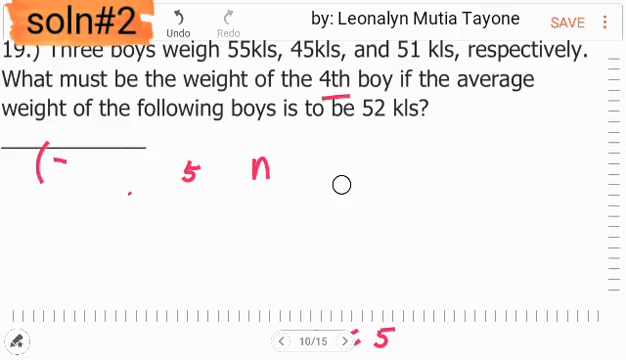 soln#2
Undo
Redo
by: Leonalyn Mutia Tayone
SAVE
19.) Three boys weigh 55kls, 45kls, and 51 kls, respectively.
What must be the weight of the 4th boy if the average
weight of the following boys is to be 52 kls?
( - 5 n
10/15
: 5